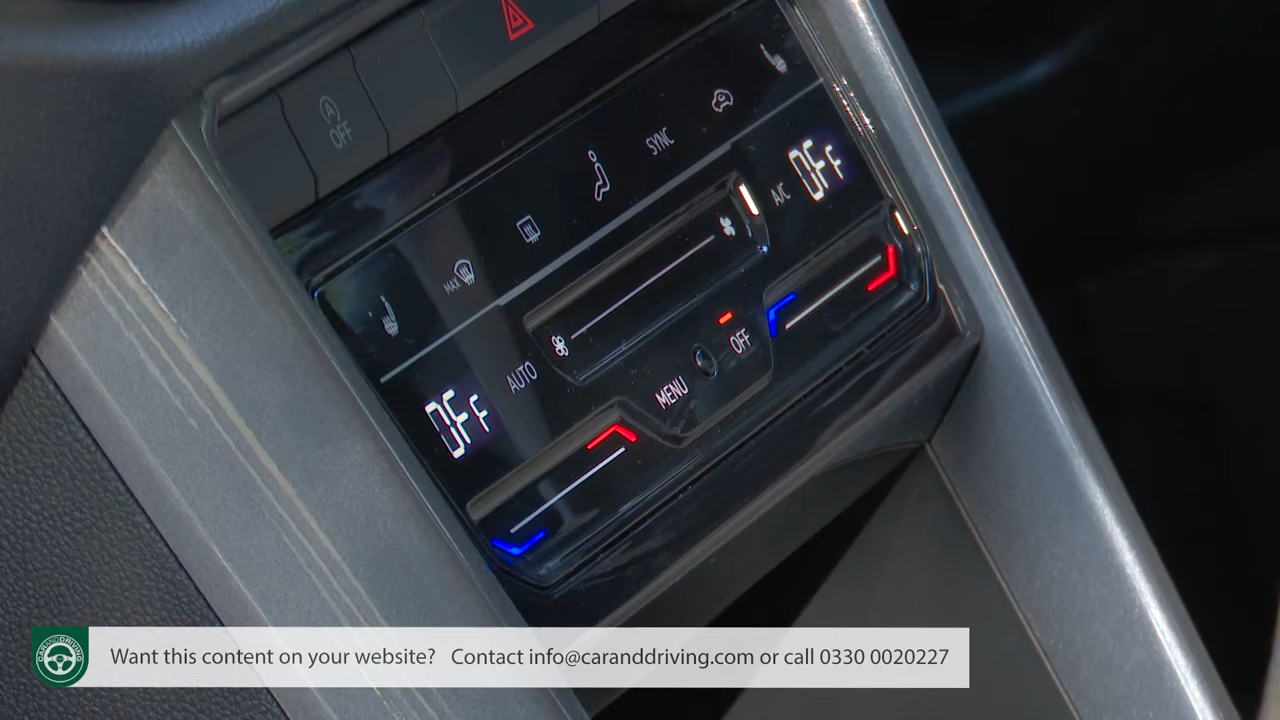 A
OFF
SYNC
A/C
OFF
MAX
AUTO
OFF
MENU
OFF
CARANDDRIVING
Want this content on your website? Contact info@caranddriving.com or call 0330 0020227